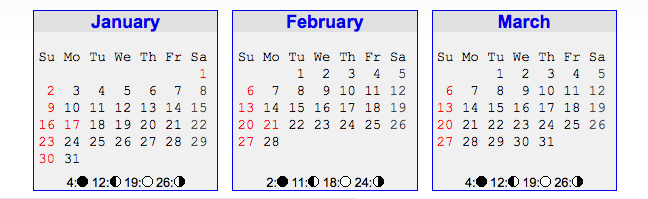 January
Su Mo Tu We Th Fr Sa
1
2 3 4 5 6 7 8
9 10 11 12 13 14 15
16 17 18 19 20 21 22
23 24 25 26 27 28 29
30 31
4:● 12:◐ 19:○ 26:◑
February
Su Mo Tu We Th Fr Sa
1 2 3 4 5
6 7 8 9 10 11 12
13 14 15 16 17 18 19
20 21 22 23 24 25 26
27 28
2:● 11:◐ 18:○ 24:◑
March
Su Mo Tu We Th Fr Sa
1 2 3 4 5
6 7 8 9 10 11 12
13 14 15 16 17 18 19
20 21 22 23 24 25 26
27 28 29 30 31
4:● 12:◐ 19:○ 26:◑